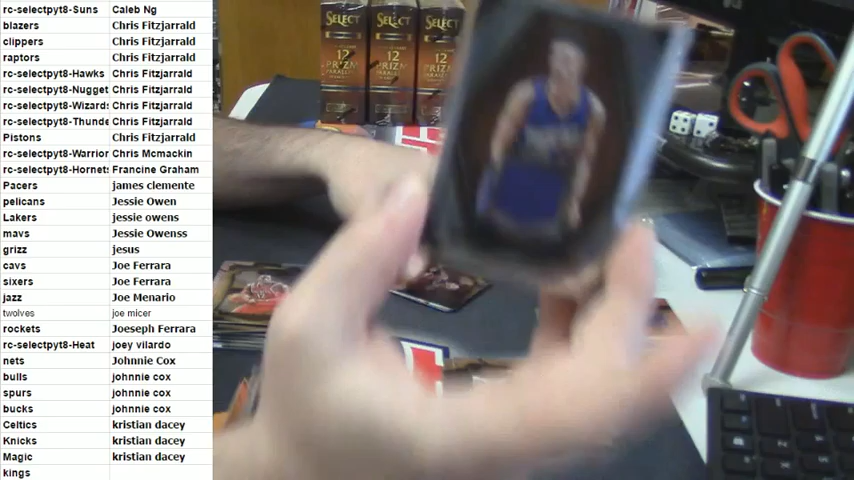 rc-selectpyt8-Suns Caleb Ng
blazers Chris Fitzjarrald
clippers Chris Fitzjarrald
raptors Chris Fitzjarrald
rc-selectpyt8-Hawks Chris Fitzjarrald
rc-selectpyt8-Nugget Chris Fitzjarrald
rc-selectpyt8-Wizard Chris Fitzjarrald
rc-selectpyt8-Thunde Chris Fitzjarrald
Pistons Chris Fitzjarrald
rc-selectpyt8-Warrior Chris Mcmackin
rc-selectpyt8-Hornet Francine Graham
Pacers james clemente
pelicans Jessie Owen
Lakers jessie owens
mavs Jessie Owenss
grizz jesus
cavs Joe Ferrara
sixers Joe Ferrara
jazz Joe Menario
twolves joe micer
rockets Joeseph Ferrara
rc-selectpyt8-Heat joey vilardo
nets Johnnie Cox
bulls johnnie cox
spurs johnnie cox
bucks johnnie cox
Celtics kristian dacey
Knicks kristian dacey
Magic kristian dacey
kings
SELECT SELECT SELECT
12 12 12
PRIZM PRIZM PRIZM